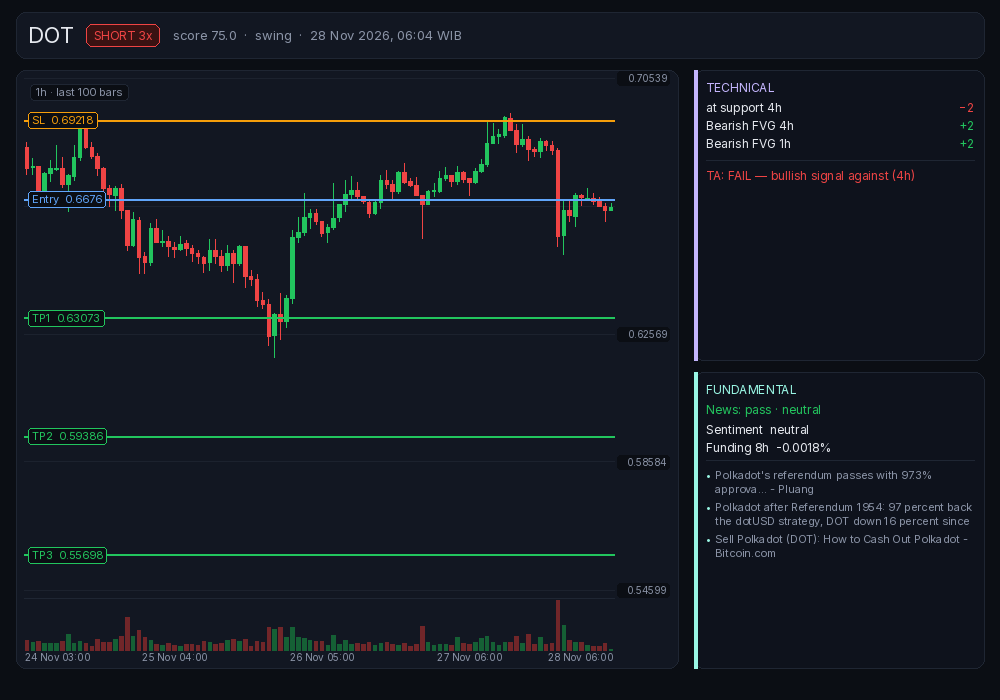 DOT SHORT 3x score 75.0 · swing · 28 Nov 2026, 06:04 WIB
1h · last 100 bars
0.70539
SL 0.69218
Entry 0.6676
TP1 0.63073
0.62569
TP2 0.59386
0.58584
TP3 0.55698
0.54599
24 Nov 03:00 25 Nov 04:00 26 Nov 05:00 27 Nov 06:00 28 Nov 06:00
TECHNICAL
at support 4h −2
Bearish FVG 4h +2
Bearish FVG 1h +2
TA: FAIL — bullish signal against (4h)
FUNDAMENTAL
News: pass · neutral
Sentiment neutral
Funding 8h -0.0018%
• Polkadot's referendum passes with 97.3%
approva... - Pluang
• Polkadot after Referendum 1954: 97 percent back
the dotUSD strategy, DOT down 16 percent since
• Sell Polkadot (DOT): How to Cash Out Polkadot -
Bitcoin.com